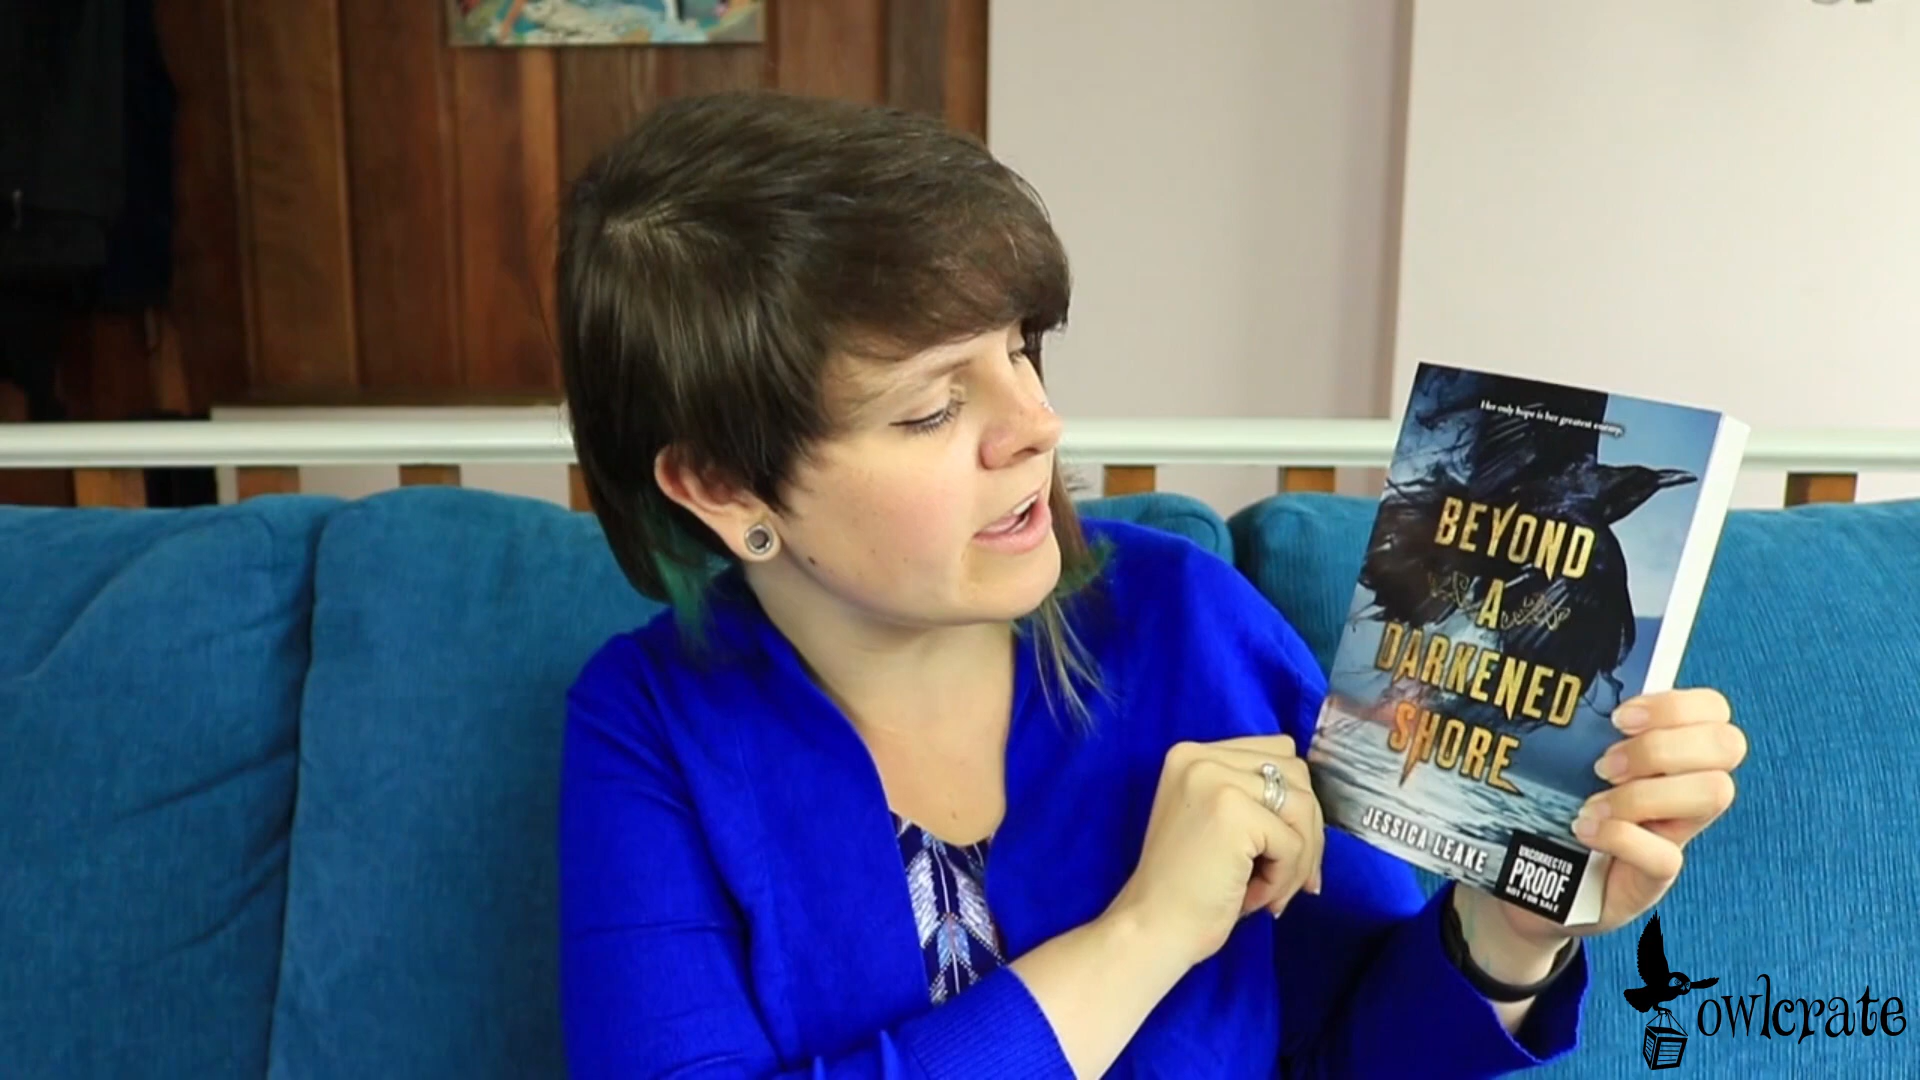 Her only hope is her greatest enemy.
BEYOND
A
DARKENED
SHORE
JESSICA LEAKE
UNCORRECTED
PROOF
NOT FOR SALE
owlcrate